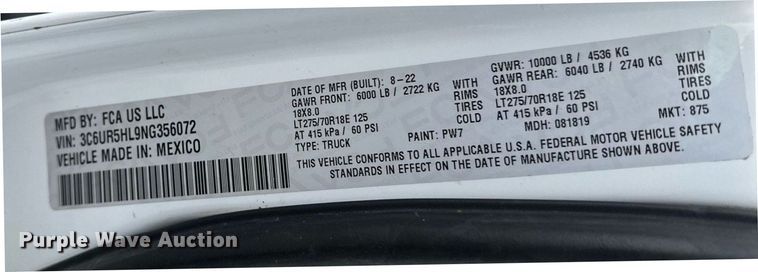 MFD BY: FCA US LLC
VIN: 3C6UR5HL9NG356072
VEHICLE MADE IN: MEXICO
DATE OF MFR (BUILT): 8-22
GAWR FRONT: 6000 LB / 2722 KG WITH
18X8.0 RIMS
LT275/70R18E 125 TIRES
AT 415 kPa / 60 PSI COLD
TYPE: TRUCK PAINT: PW7
GVWR: 10000 LB / 4536 KG
GAWR REAR: 6040 LB / 2740 KG WITH
18X8.0 RIMS
LT275/70R18E 125 TIRES
AT 415 kPa / 60 PSI COLD
MDH: 081819 MKT: 875
THIS VEHICLE CONFORMS TO ALL APPLICABLE U.S.A. FEDERAL MOTOR VEHICLE SAFETY
STANDARDS IN EFFECT ON THE DATE OF MANUFACTURE SHOWN ABOVE.
Purple Wave Auction